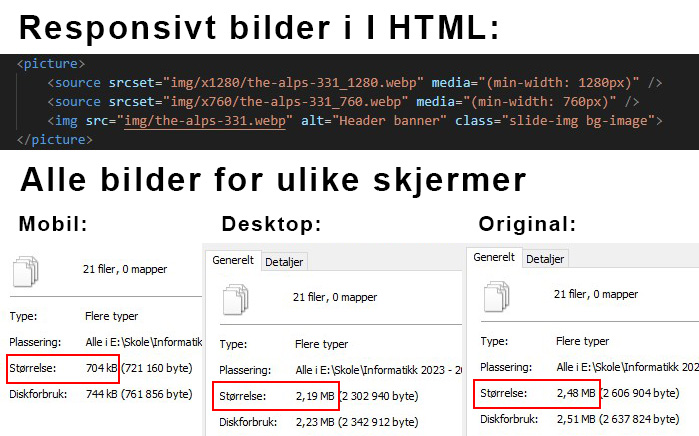 Responsivt bilder i I HTML:
<picture>
<source srcset="img/x1280/the-alps-331_1280.webp" media="(min-width: 1280px)" />
<source srcset="img/x760/the-alps-331_760.webp" media="(min-width: 760px)" />
<img src="img/the-alps-331.webp" alt="Header banner" class="slide-img bg-image">
</picture>
Alle bilder for ulike skjermer
Mobil:
21 filer, 0 mapper
Type: Flere typer
Plassering: Alle i E:\Skole\Informatikk
Størrelse: 704 kB (721 160 byte)
Diskforbruk: 744 kB (761 856 byte)
Desktop:
Generelt Detaljer
21 filer, 0 mapper
Type: Flere typer
Plassering: Alle i E:\Skole\Informatikk 2023 - 2
Størrelse: 2,19 MB (2 302 940 byte)
Diskforbruk: 2,23 MB (2 342 912 byte)
Original:
Generelt Detaljer
21 filer, 0 mapper
Type: Flere typer
Plassering: Alle i E:\Skole\Informatikk 202
Størrelse: 2,48 MB (2 606 904 byte)
Diskforbruk: 2,51 MB (2 637 824 byte)